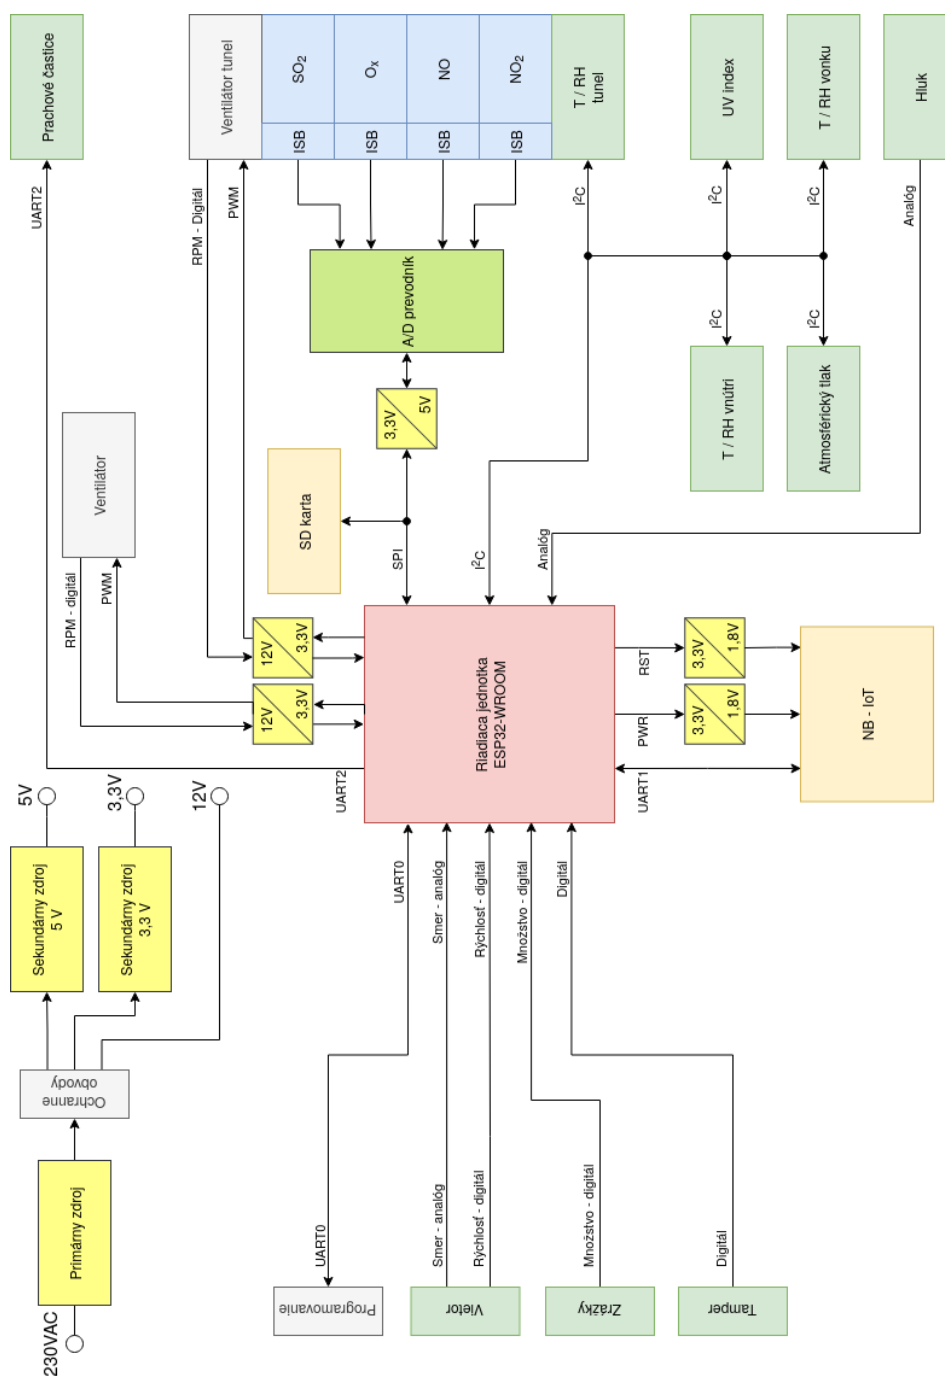 Prachové častice
UART2
Ventilátor tunel
RPM - Digitál
PWM
SO2
ISB
Ox
ISB
NO
ISB
NO2
ISB
T / RH
tunel
I2C
UV index
I2C
T / RH vonku
I2C
Hluk
Analóg
A/D prevodník
3,3V
5V
SD karta
SPI
I2C
Analóg
I2C
T / RH vnútri
I2C
Atmosférický tlak
Ventilátor
RPM - digitál
PWM
12V
3,3V
12V
3,3V
UART2
Riadiaca jednotka
ESP32-WROOM
RST
3,3V
1,8V
PWR
3,3V
1,8V
UART1
NB - IoT
5V
3,3V
12V
Sekundárny zdroj
5 V
Sekundárny zdroj
3,3 V
Ochranne
obvody
Primárny zdroj
230VAC
UART0
Smer - analóg
Rýchlosť - digitál
Množstvo - digitál
Digitál
UART0
Smer - analóg
Rýchlosť - digitál
Množstvo - digitál
Digitál
Programovanie
Vietor
Zrážky
Tamper